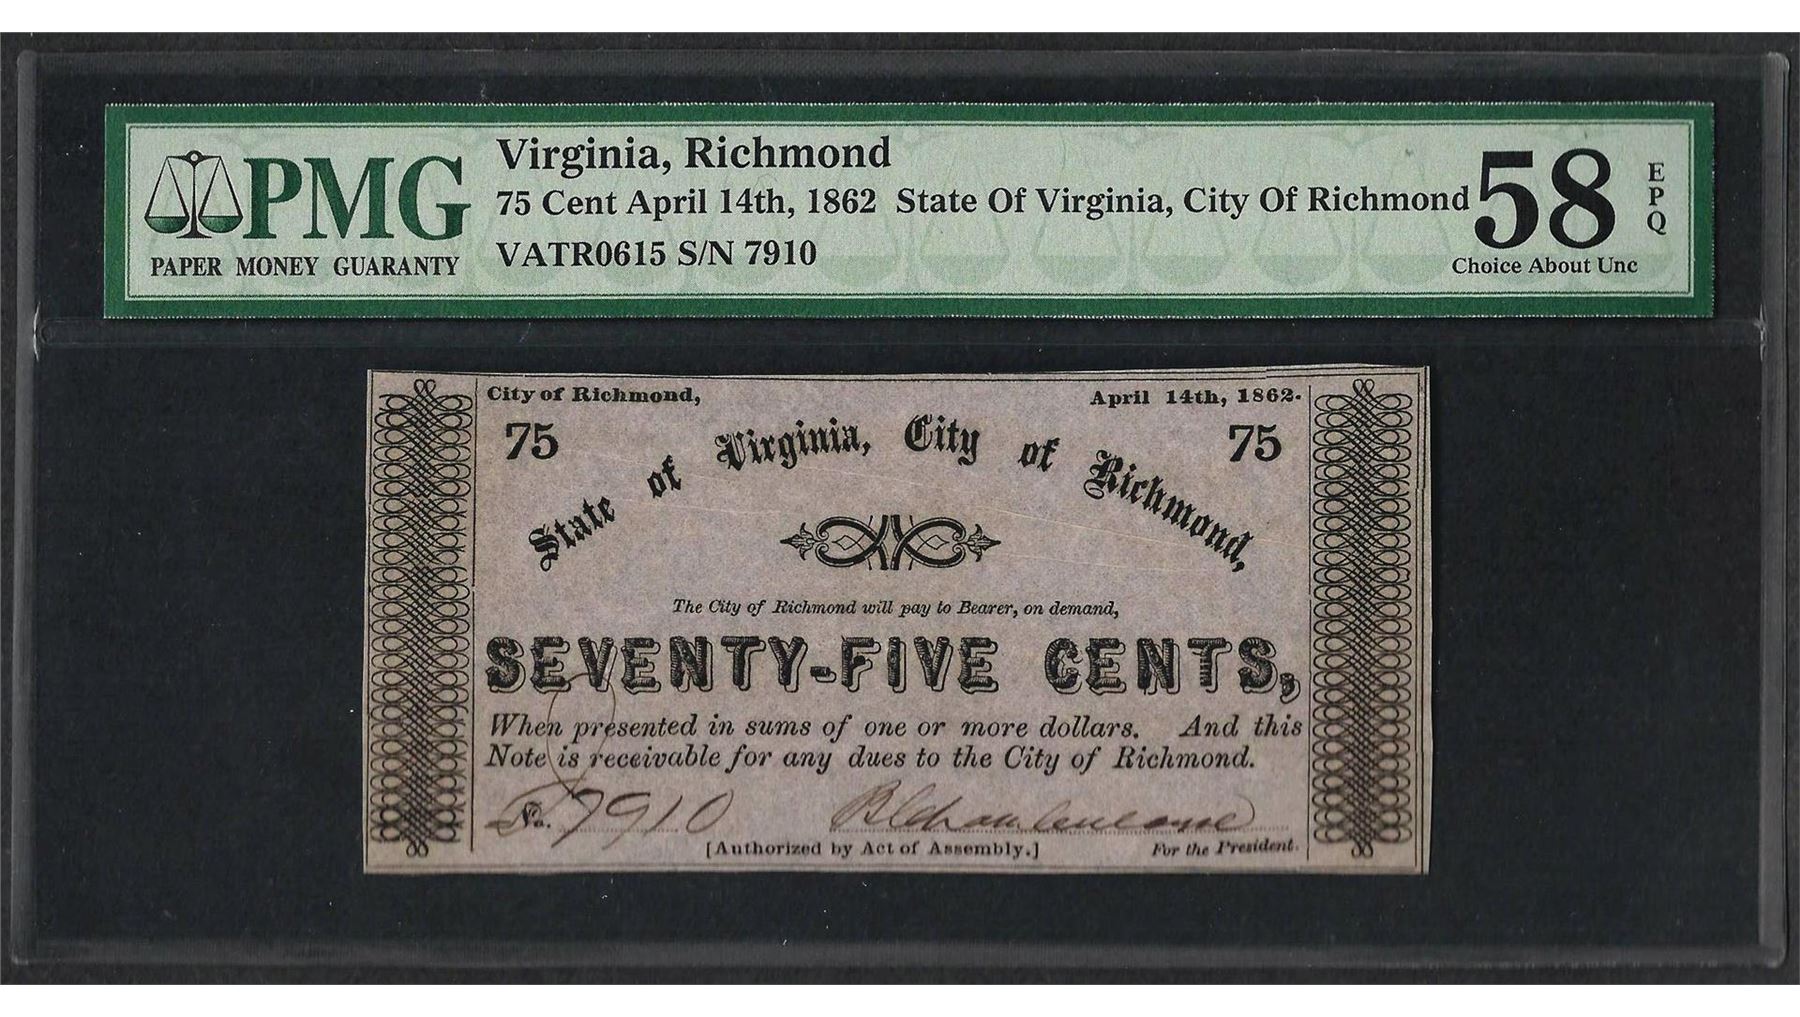 PMG
PAPER MONEY GUARANTY
Virginia, Richmond
75 Cent April 14th, 1862 State Of Virginia, City Of Richmond
VATR0615 S/N 7910
58
EPQ
Choice About Unc
City of Richmond,
April 14th, 1862.
75
75
State of Virginia, City of Richmond,
The City of Richmond will pay to Bearer, on demand,
SEVENTY-FIVE CENTS,
When presented in sums of one or more dollars. And this
Note is receivable for any dues to the City of Richmond.
No. 7910
[Authorized by Act of Assembly.]
For the President.